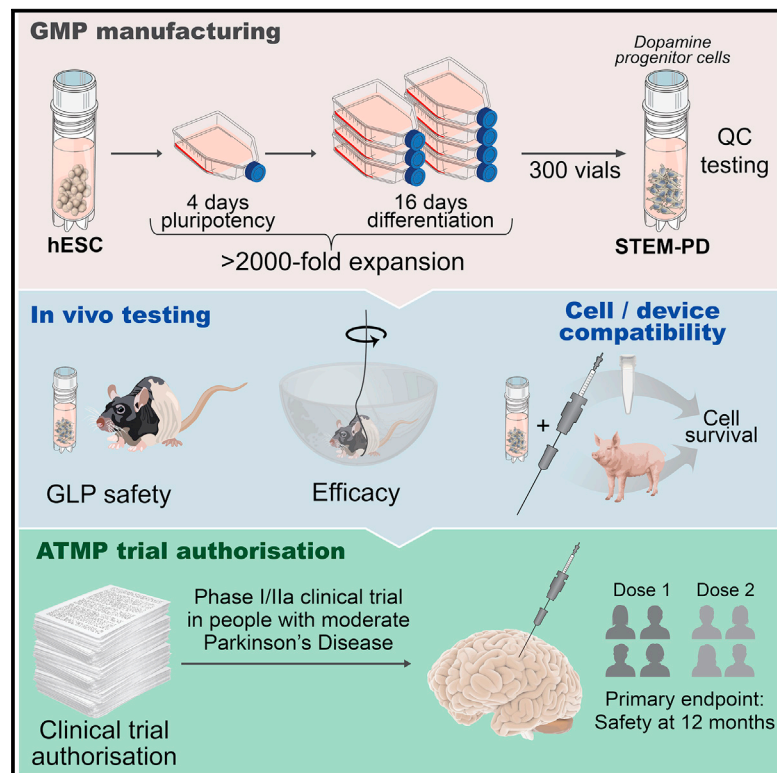 GMP manufacturing
Dopamine
progenitor cells
4 days
pluripotency
16 days
differentiation
300 vials
QC
testing
hESC
>2000-fold expansion
STEM-PD
In vivo testing
Cell / device
compatibility
+
Cell
survival
GLP safety
Efficacy
ATMP trial authorisation
Phase I/IIa clinical trial
in people with moderate
Parkinson's Disease
Dose 1
Dose 2
Clinical trial
authorisation
Primary endpoint:
Safety at 12 months